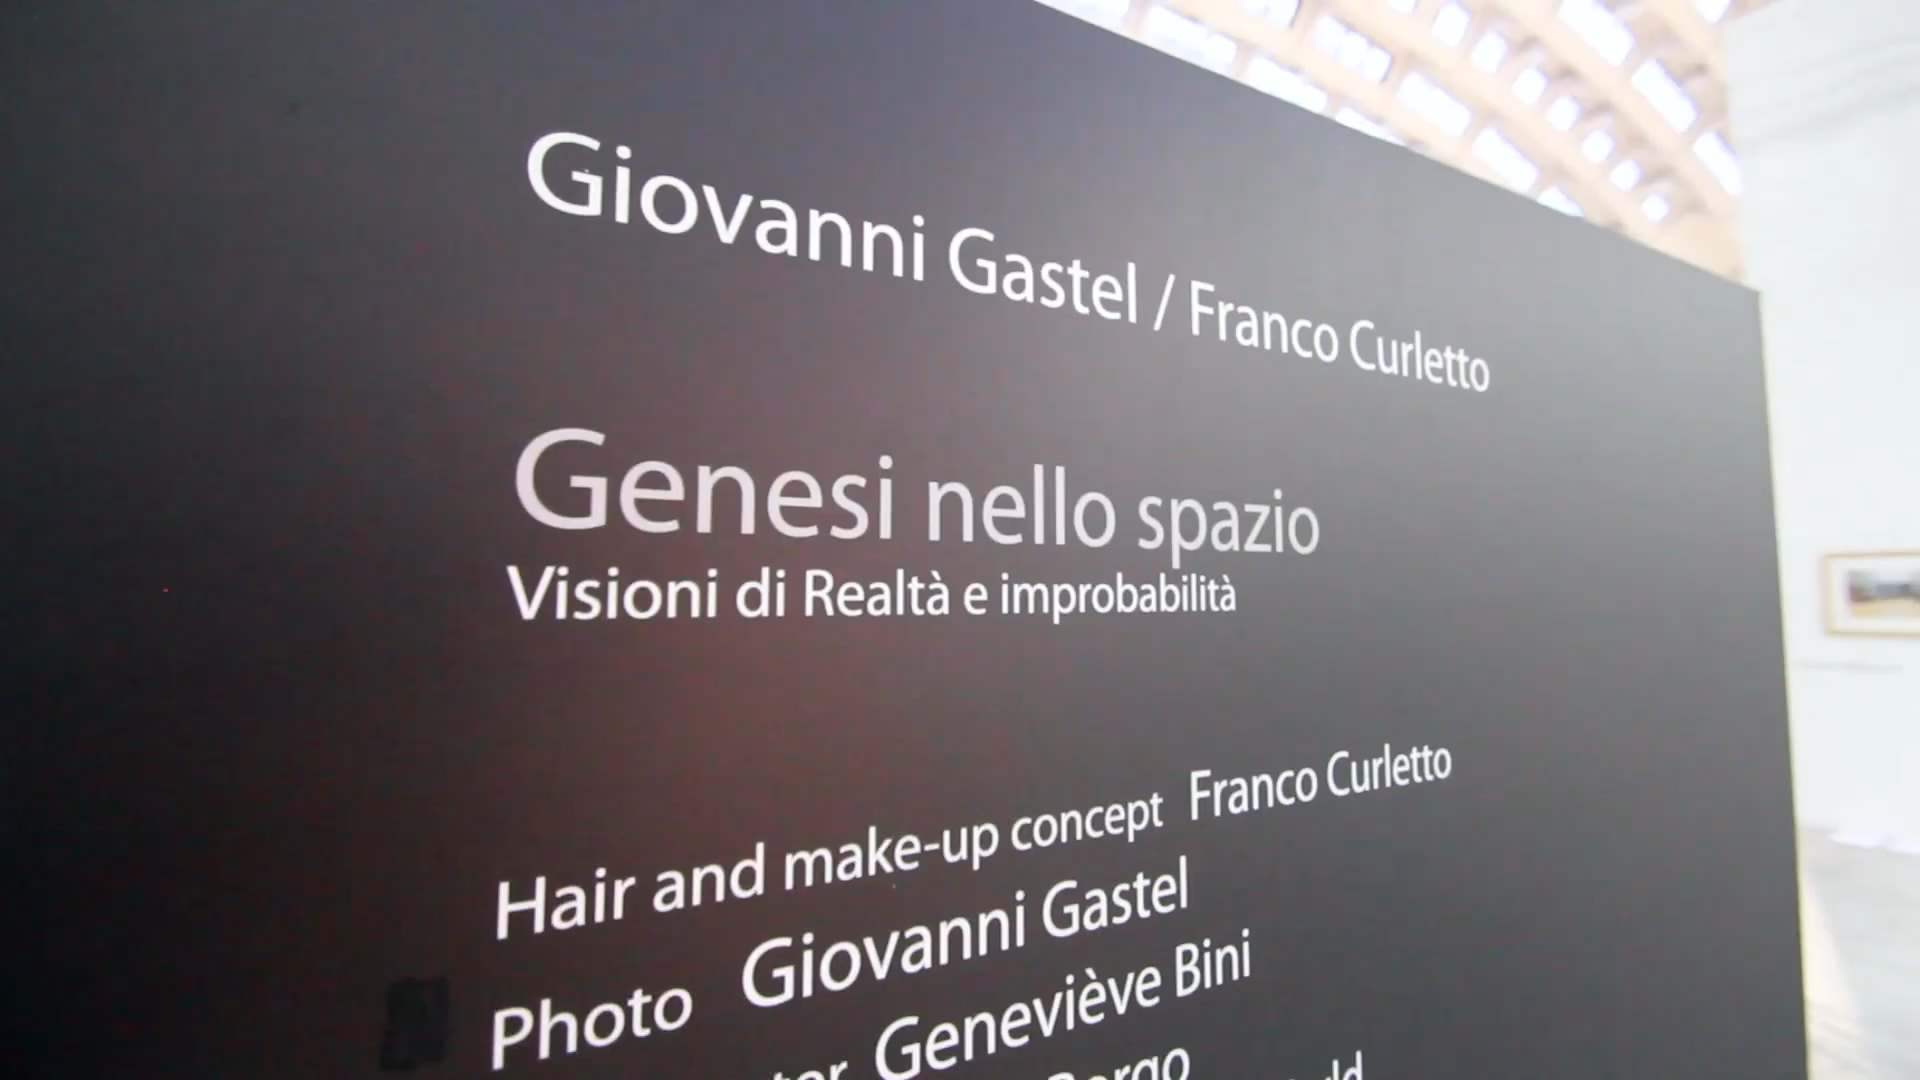 Giovanni Gastel / Franco Curletto
Genesi nello spazio
Visioni di Realtà e improbabilità
Hair and make-up concept Franco Curletto
Photo Giovanni Gastel
Geneviève Bini